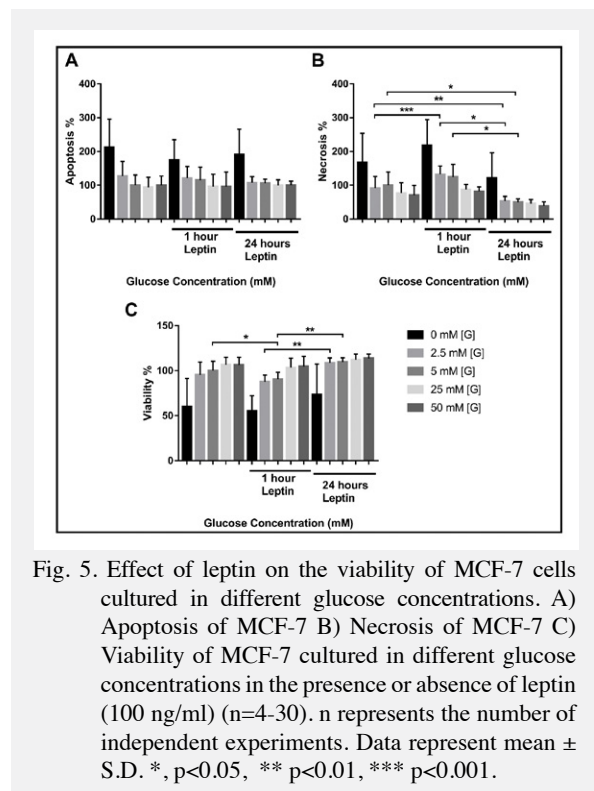 A
B
400
300
200
100
0
Apoptosis %
1 hour
Leptin
24 hours
Leptin
Glucose Concentration (mM)
400
300
200
100
0
Necrosis %
*
**
***
*
*
1 hour
Leptin
24 hours
Leptin
Glucose Concentration (mM)
C
150
100
50
0
Viability %
*
**
**
1 hour
Leptin
24 hours
Leptin
Glucose Concentration (mM)
0 mM [G]
2.5 mM [G]
5 mM [G]
25 mM [G]
50 mM [G]
Fig. 5. Effect of leptin on the viability of MCF-7 cells
cultured in different glucose concentrations. A)
Apoptosis of MCF-7 B) Necrosis of MCF-7 C)
Viability of MCF-7 cultured in different glucose
concentrations in the presence or absence of leptin
(100 ng/ml) (n=4-30). n represents the number of
independent experiments. Data represent mean ±
S.D. *, p<0.05, ** p<0.01, *** p<0.001.